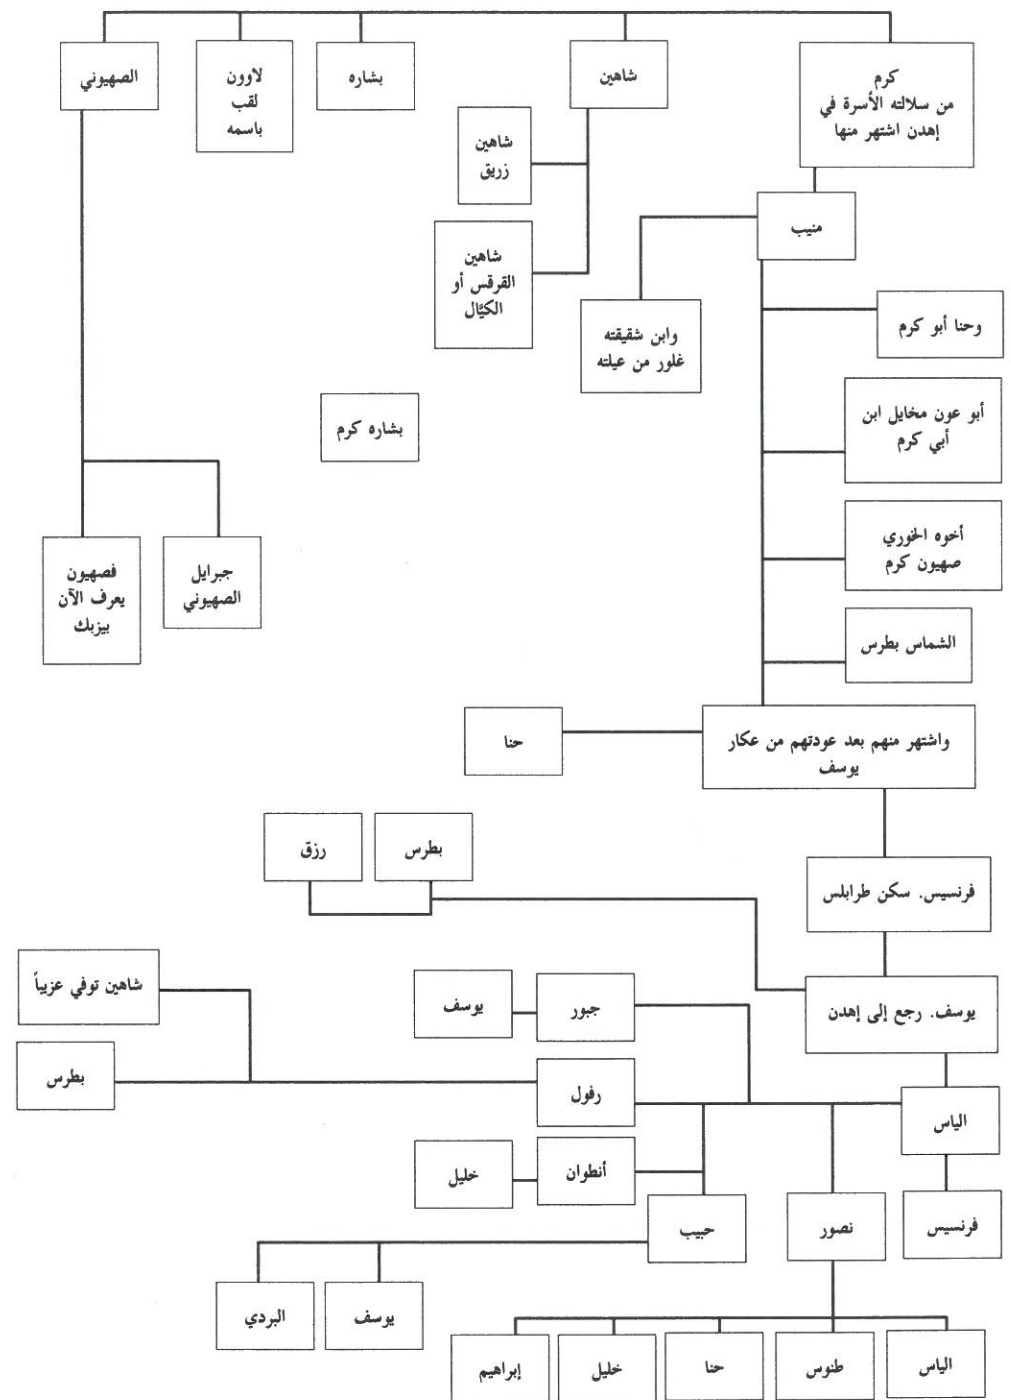 كرم
من سلالته الأسرة في
إهدن اشتهر منها
شاهين
بشاره
لاوون
لقب
باسمه
الصهيوني
شاهين
زريق
شاهين
القرقس أو
الكيّال
منيب
وابن شقيقته
غلور من عيلته
وحنا أبو كرم
أبو عون مخايل ابن
أبي كرم
بشاره كرم
أخوه الخوري
صهيون كرم
جبرايل
الصهيوني
فصهيون
يعرف الآن
بيزبك
الشماس بطرس
واشتهر منهم بعد عودتهم من عكار
يوسف
حنا
بطرس
رزق
فرنسيس. سكن طرابلس
يوسف. رجع إلى إهدن
جبور
يوسف
شاهين توفي عزيباً
رفول
بطرس
الياس
أنطوان
خليل
فرنسيس
نصور
حبيب
يوسف
البردي
الياس
طنوس
حنا
خليل
إبراهيم